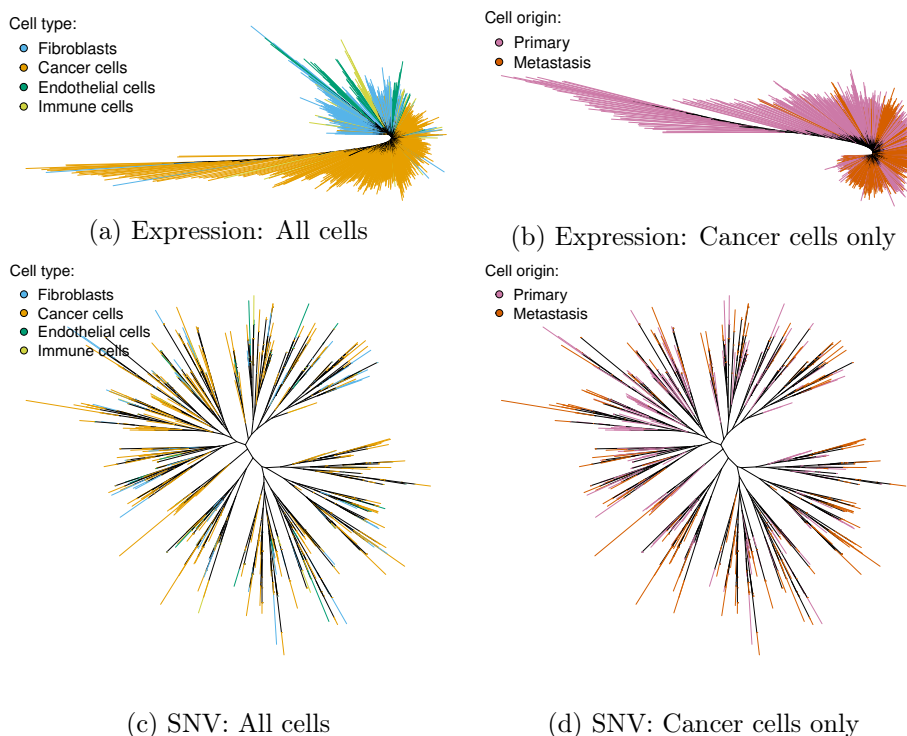 Cell type:
Fibroblasts
Cancer cells
Endothelial cells
Immune cells
(a) Expression: All cells
Cell origin:
Primary
Metastasis
(b) Expression: Cancer cells only
Cell type:
Fibroblasts
Cancer cells
Endothelial cells
Immune cells
(c) SNV: All cells
Cell origin:
Primary
Metastasis
(d) SNV: Cancer cells only